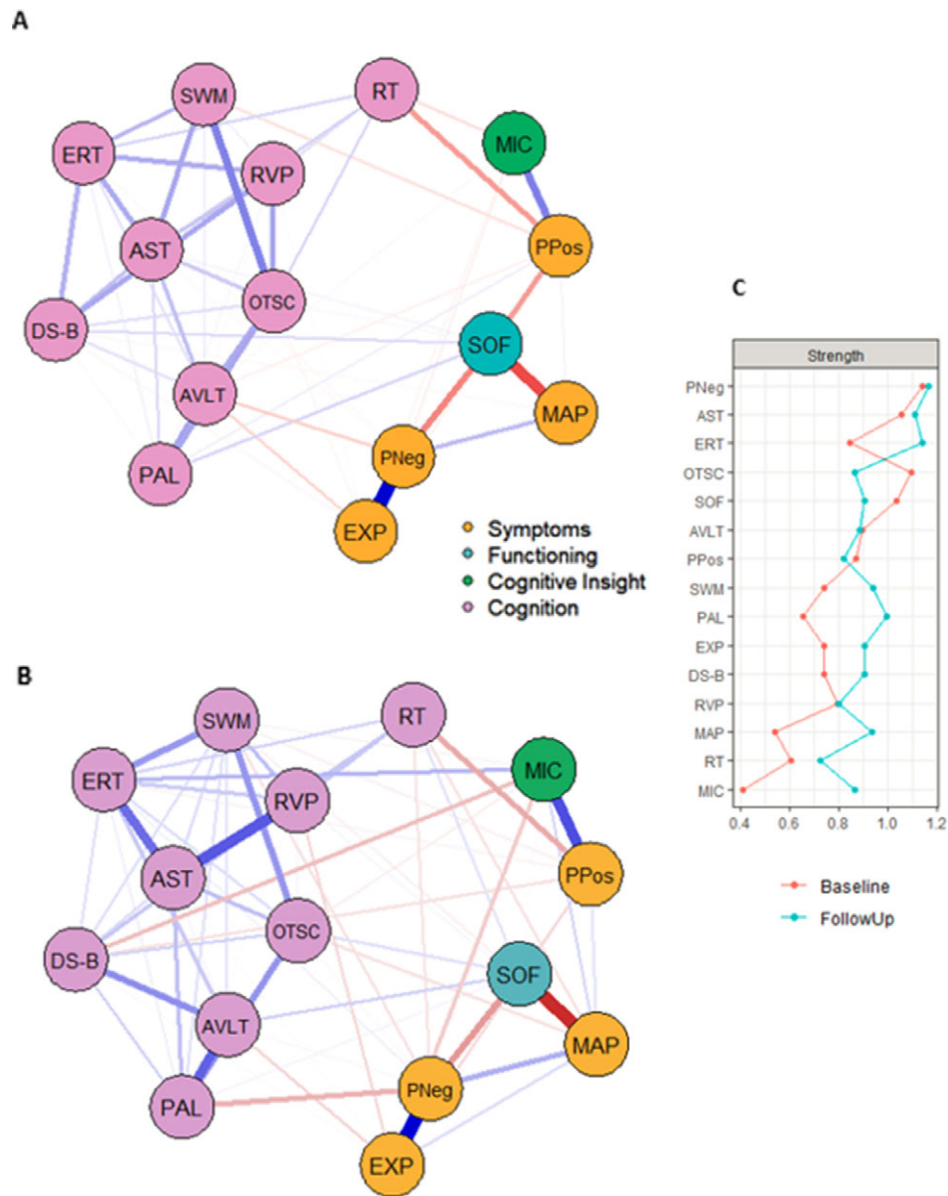 A
SWM
RT
ERT
MIC
RVP
AST
PPos
OTSC
DS-B
SOF
AVLT
MAP
PNeg
PAL
EXP
Symptoms
Functioning
Cognitive Insight
Cognition
B
SWM
RT
ERT
MIC
RVP
AST
PPos
OTSC
DS-B
SOF
AVLT
MAP
PNeg
PAL
EXP
C
Strength
PNeg
AST
ERT
OTSC
SOF
AVLT
PPos
SWM
PAL
EXP
DS-B
RVP
MAP
RT
MIC
0.4 0.6 0.8 1.0 1.2
Baseline
FollowUp